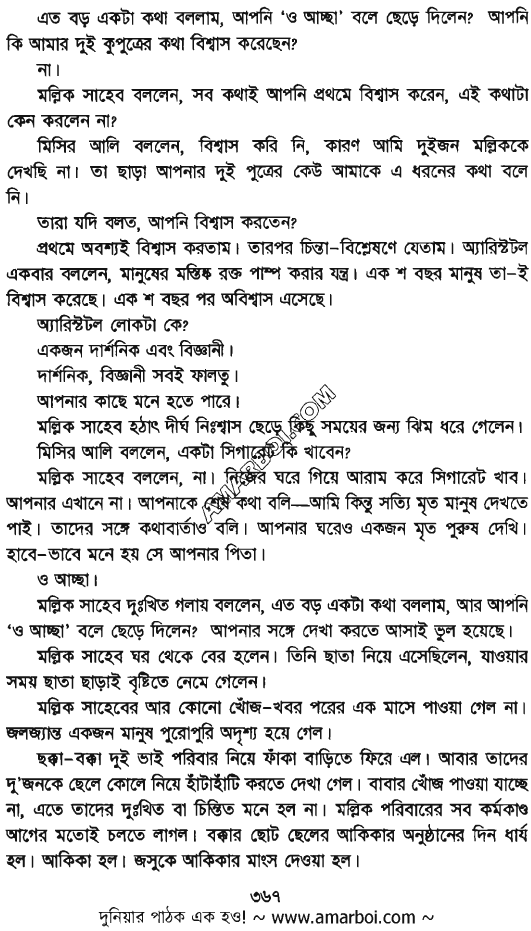 এত বড় একটা কথা বললাম, আপনি ‘ও আচ্ছা’ বলে ছেড়ে দিলেন? আপনি
কি আমার দুই কুপুত্রের কথা বিশ্বাস করেছেন?
না।
মল্লিক সাহেব বললেন, সব কথাই আপনি প্রথমে বিশ্বাস করেন, এই কথাটা
কেন করলেন না?
মিসির আলি বললেন, বিশ্বাস করি নি, কারণ আমি দুইজন মল্লিককে
দেখছি না। তা ছাড়া আপনার দুই পুত্রের কেউ আমাকে এ ধরনের কথা বলে
নি।
তারা যদি বলত, আপনি বিশ্বাস করতেন?
প্রথমে অবশ্যই বিশ্বাস করতাম। তারপর চিন্তা-বিশ্লেষণে যেতাম। অ্যারিস্টটল
একবার বললেন, মানুষের মস্তিষ্ক রক্ত পাম্প করার যন্ত্র। এক শ বছর মানুষ তা-ই
বিশ্বাস করেছে। এক শ বছর পর অবিশ্বাস এসেছে।
অ্যারিস্টটল লোকটা কে?
একজন দার্শনিক এবং বিজ্ঞানী।
দার্শনিক, বিজ্ঞানী সবই ফালতু।
আপনার কাছে মনে হতে পারে।
মল্লিক সাহেব হঠাৎ দীর্ঘ নিঃশ্বাস ছেড়ে কিছু সময়ের জন্য ঝিম ধরে গেলেন।
মিসির আলি বললেন, একটা সিগারেট কি খাবেন?
মল্লিক সাহেব বললেন, না। নিজের ঘরে গিয়ে আরাম করে সিগারেট খাব।
আপনার এখানে না। আপনাকে শেষ কথা বলি—আমি কিন্তু সত্যি মৃত মানুষ দেখতে
পাই। তাদের সঙ্গে কথাবার্তাও বলি। আপনার ঘরেও একজন মৃত পুরুষ দেখি।
হাবে-ভাবে মনে হয় সে আপনার পিতা।
ও আচ্ছা।
মল্লিক সাহেব দুঃখিত গলায় বললেন, এত বড় একটা কথা বললাম, আর আপনি
‘ও আচ্ছা’ বলে ছেড়ে দিলেন? আপনার সঙ্গে দেখা করতে আসাই ভুল হয়েছে।
মল্লিক সাহেব ঘর থেকে বের হলেন। তিনি ছাতা নিয়ে এসেছিলেন, যাওয়ার
সময় ছাতা ছাড়াই বৃষ্টিতে নেমে গেলেন।
মল্লিক সাহেবের আর কোনো খোঁজ-খবর পরের এক মাসে পাওয়া গেল না।
জলজ্যান্ত একজন মানুষ পুরোপুরি অদৃশ্য হয়ে গেল।
ছক্কা-বক্কা দুই ভাই পরিবার নিয়ে ফাঁকা বাড়িতে ফিরে এল। আবার তাদের
দু’জনকে ছেলে কোলে নিয়ে হাঁটাহাঁটি করতে দেখা গেল। বাবার খোঁজ পাওয়া যাচ্ছে
না, এতে তাদের দুঃখিত বা চিন্তিত মনে হল না। মল্লিক পরিবারের সব কর্মকাণ্ড
আগের মতোই চলতে লাগল। বক্কার ছোট ছেলের আকিকার অনুষ্ঠানের দিন ধার্য
হল। আকিকা হল। জসুকে আকিকার মাংস দেওয়া হল।
৩৬৭
দুনিয়ার পাঠক এক হও! ~ www.amarboi.com ~
AMARBOI.COM